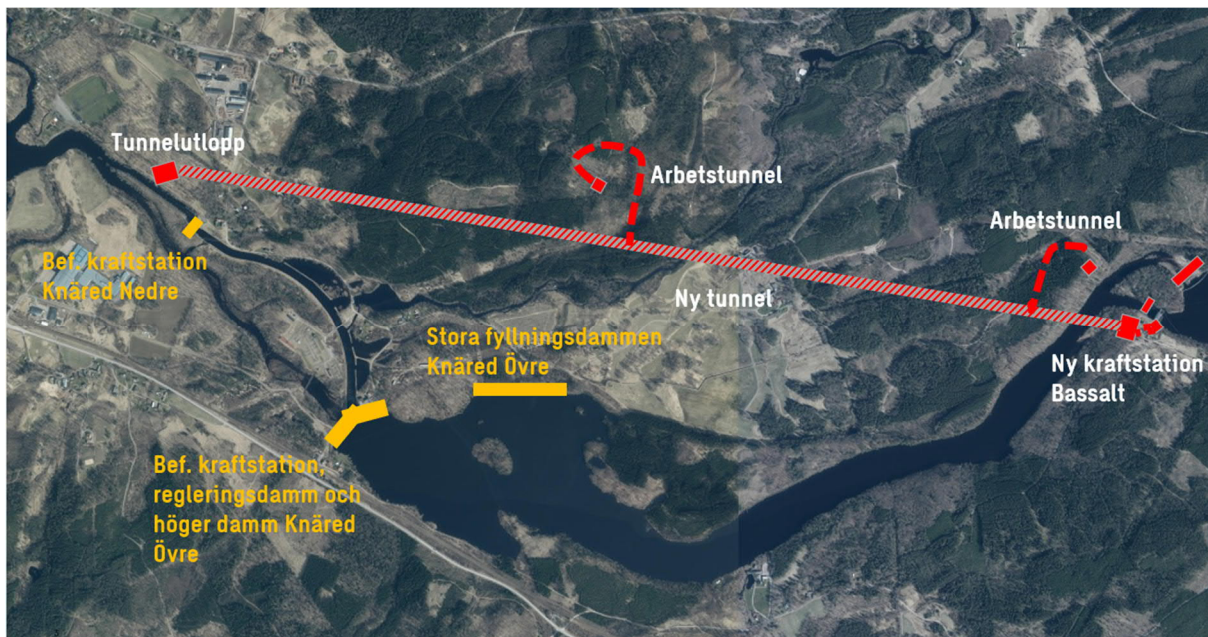 Tunnelutlopp
Arbetstunnel
Arbetstunnel
Bef. kraftstation
Knäred Nedre
Ny tunnel
Stora fyllningsdammen
Knäred Övre
Ny kraftstation
Bassalt
Bef. kraftstation,
regleringsdamm och
höger damm Knäred
Övre